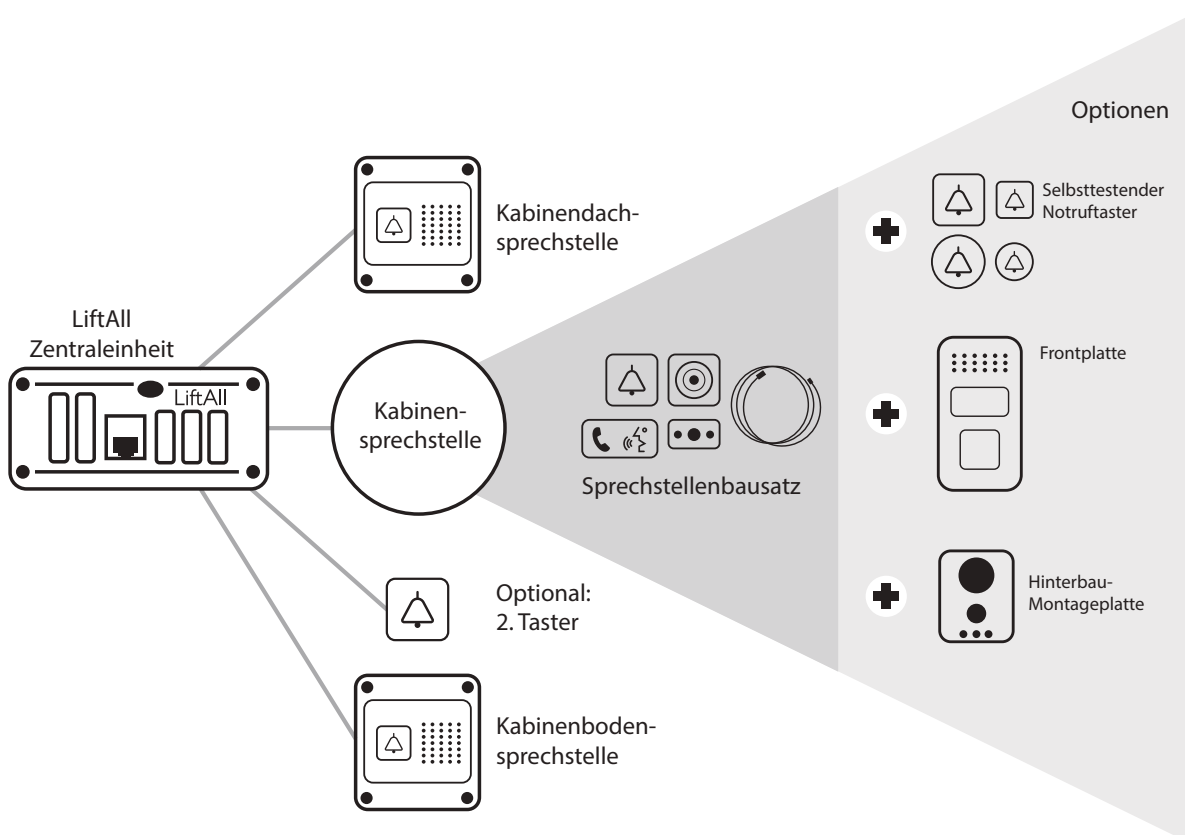 Optionen
Selbsttestender
Notruftaster
Kabinendach-
sprechstelle
LiftAll
Zentraleinheit
Frontplatte
LiftAll
Kabinen-
sprechstelle
Sprechstellenbausatz
Hinterbau-
Montageplatte
Optional:
2. Taster
Kabinenboden-
sprechstelle